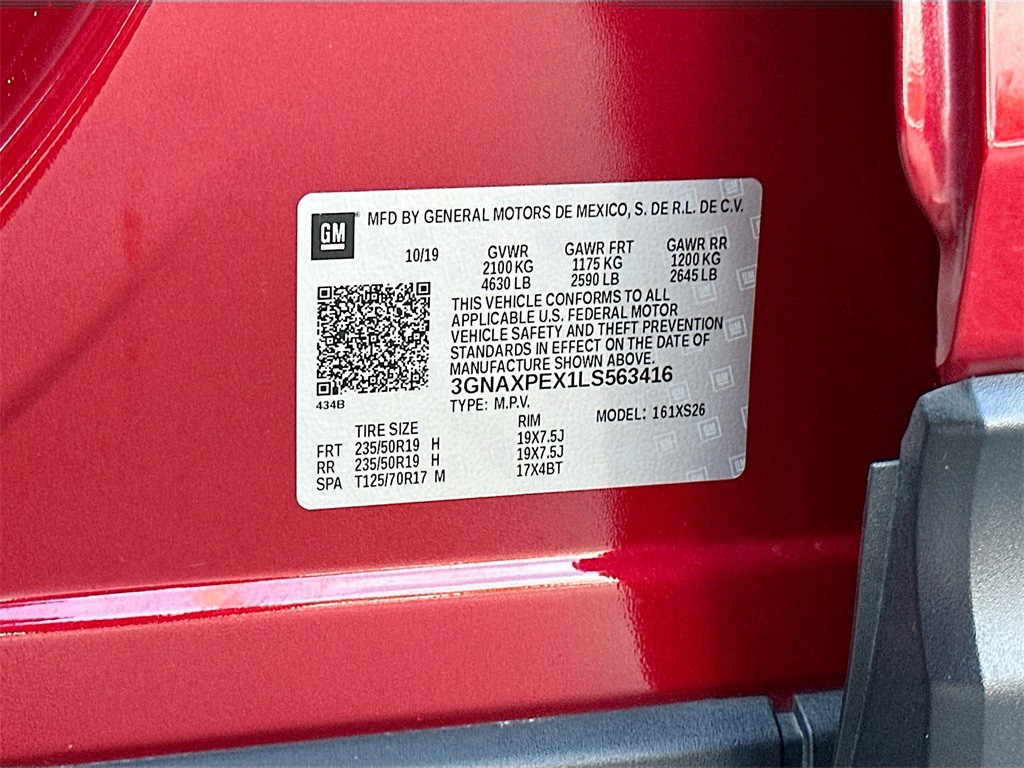 GM
MFD BY GENERAL MOTORS DE MEXICO, S. DE R.L. DE C.V.
10/19 GVWR GAWR FRT GAWR RR
2100 KG 1175 KG 1200 KG
4630 LB 2590 LB 2645 LB
THIS VEHICLE CONFORMS TO ALL
APPLICABLE U.S. FEDERAL MOTOR
VEHICLE SAFETY AND THEFT PREVENTION
STANDARDS IN EFFECT ON THE DATE OF
MANUFACTURE SHOWN ABOVE.
3GNAXPEX1LS563416
434B
TYPE: M.P.V. MODEL: 161XS26
TIRE SIZE RIM
FRT 235/50R19 H 19X7.5J
RR 235/50R19 H 19X7.5J
SPA T125/70R17 M 17X4BT